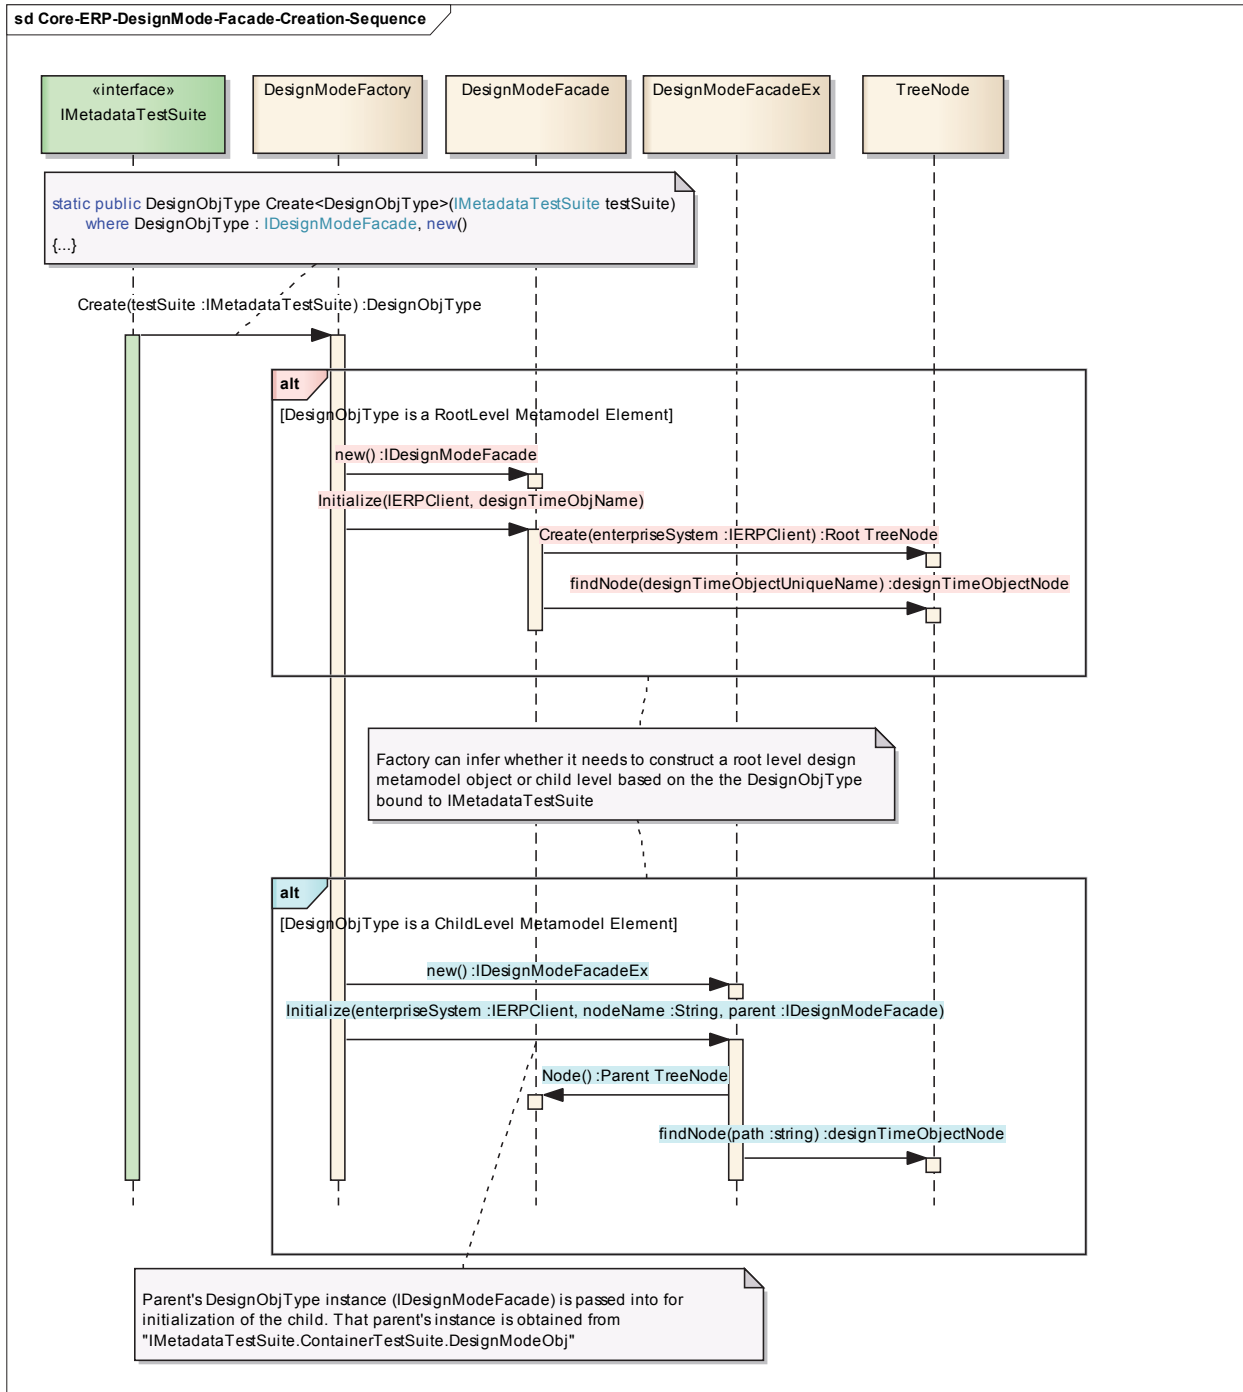 sd Core-ERP-DesignMode-Facade-Creation-Sequence
«interface»
IMetadataTestSuite
DesignModeFactory
DesignModeFacade
DesignModeFacadeEx
TreeNode
static public DesignObjType Create<DesignObjType>(IMetadataTestSuite testSuite)
where DesignObjType : IDesignModeFacade, new()
{...}
Create(testSuite :IMetadataTestSuite) :DesignObjType
alt
[DesignObjType is a RootLevel Metamodel Element]
new() :IDesignModeFacade
Initialize(IERPClient, designTimeObjName)
Create(enterpriseSystem :IERPClient) :Root TreeNode
findNode(designTimeObjectUniqueName) :designTimeObjectNode
Factory can infer whether it needs to construct a root level design
metamodel object or child level based on the the DesignObjType
bound to IMetadataTestSuite
alt
[DesignObjType is a ChildLevel Metamodel Element]
new() :IDesignModeFacadeEx
Initialize(enterpriseSystem :IERPClient, nodeName :String, parent :IDesignModeFacade)
Node() :Parent TreeNode
findNode(path :string) :designTimeObjectNode
Parent's DesignObjType instance (IDesignModeFacade) is passed into for
initialization of the child. That parent's instance is obtained from
"IMetadataTestSuite.ContainerTestSuite.DesignModeObj"